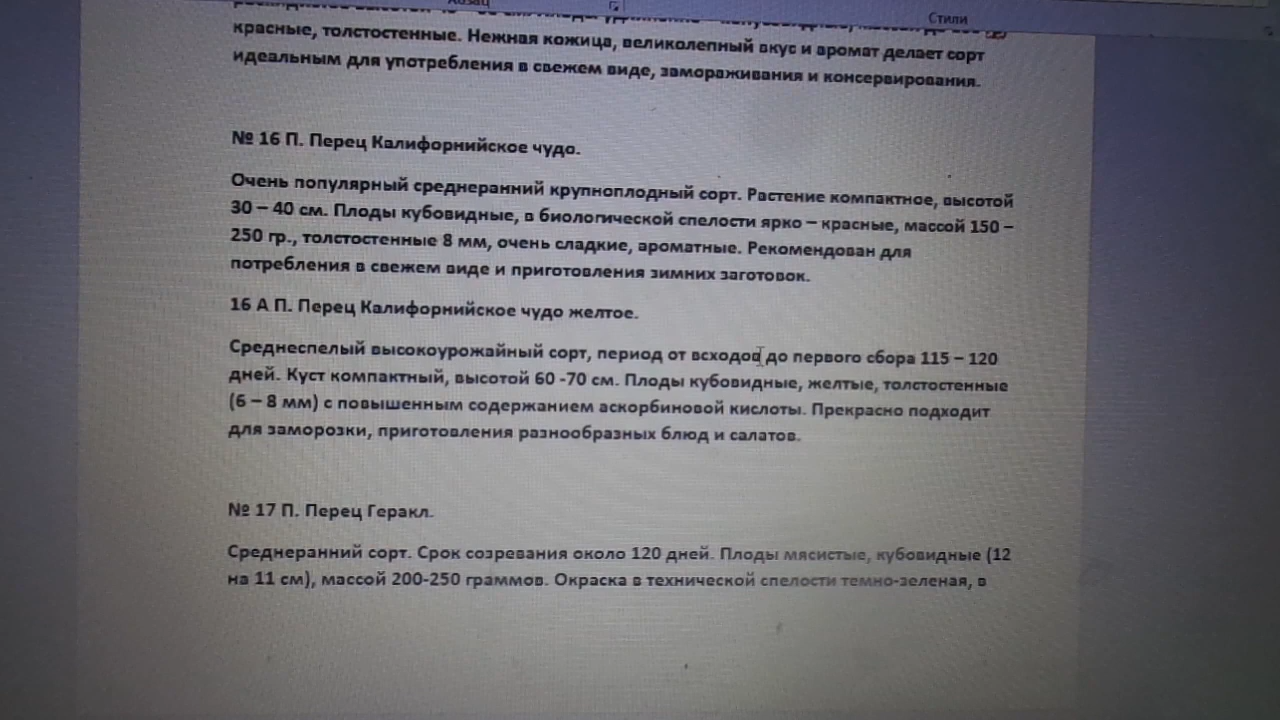 Абзац
Стили
красные, толстостенные. Нежная кожица, великолепный вкус и аромат делает сорт
идеальным для употребления в свежем виде, замораживания и консервирования.
№ 16 П. Перец Калифорнийское чудо.
Очень популярный среднеранний крупноплодный сорт. Растение компактное, высотой
30 – 40 см. Плоды кубовидные, в биологической спелости ярко – красные, массой 150 –
250 гр., толстостенные 8 мм, очень сладкие, ароматные. Рекомендован для
потребления в свежем виде и приготовления зимних заготовок.
16 А П. Перец Калифорнийское чудо желтое.
Среднеспелый высокоурожайный сорт, период от всходов до первого сбора 115 – 120
дней. Куст компактный, высотой 60 -70 см. Плоды кубовидные, желтые, толстостенные
(6 – 8 мм) с повышенным содержанием аскорбиновой кислоты. Прекрасно подходит
для заморозки, приготовления разнообразных блюд и салатов.
№ 17 П. Перец Геракл.
Среднеранний сорт. Срок созревания около 120 дней. Плоды мясистые, кубовидные (12
на 11 см), массой 200-250 граммов. Окраска в технической спелости темно-зеленая, в